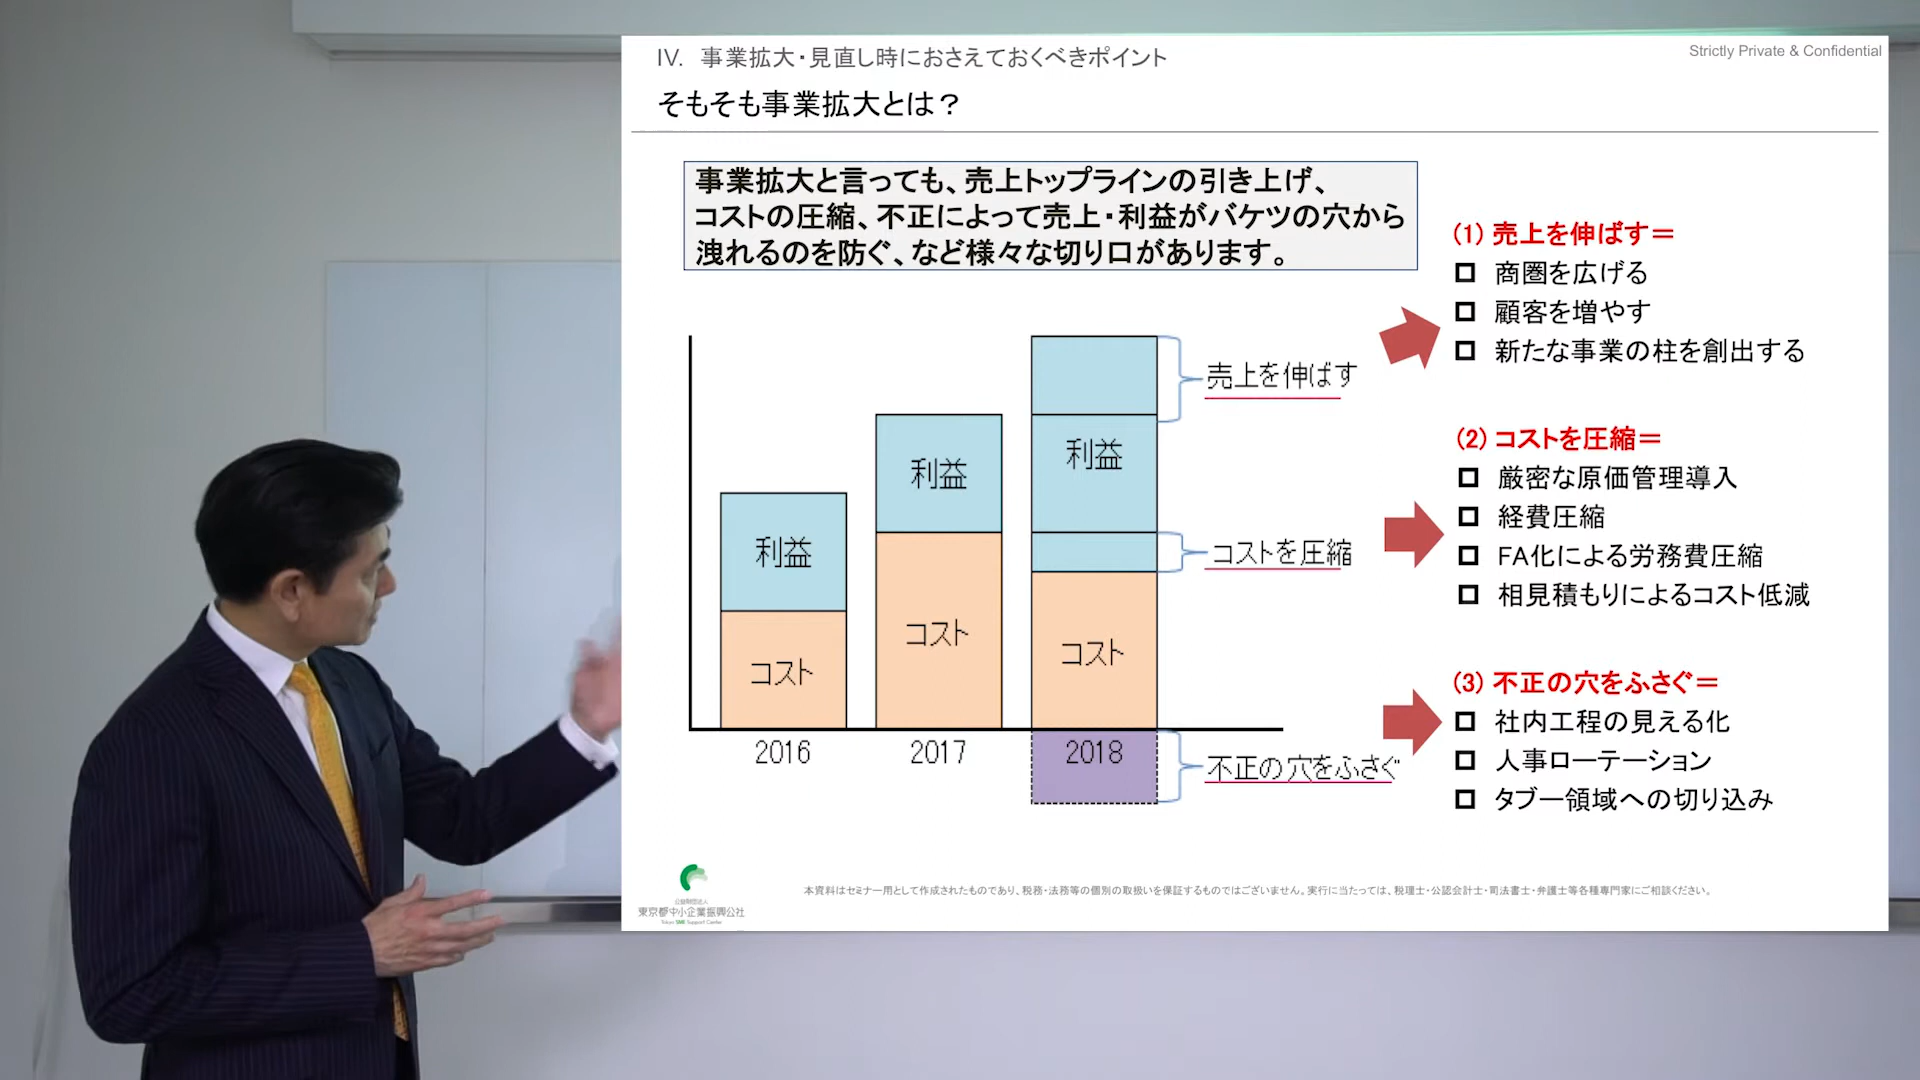 IV. 事業拡大・見直し時におさえておくべきポイント
Strictly Private & Confidential
そもそも事業拡大とは？
事業拡大と言っても、売上トップラインの引き上げ、
コストの圧縮、不正によって売上・利益がバケツの穴から
洩れるのを防ぐ、など様々な切り口があります。
利益
コスト
2016
利益
コスト
2017
利益
コスト
2018
売上を伸ばす
コストを圧縮
不正の穴をふさぐ
(1) 売上を伸ばす＝
商圏を広げる
顧客を増やす
新たな事業の柱を創出する
(2) コストを圧縮＝
厳密な原価管理導入
経費圧縮
FA化による労務費圧縮
相見積もりによるコスト低減
(3) 不正の穴をふさぐ＝
社内工程の見える化
人事ローテーション
タブー領域への切り込み
公益財団法人
東京都中小企業振興公社
Tokyo SME Support Center
本資料はセミナー用として作成されたものであり、税務・法務等の個別の取扱いを保証するものではございません。実行に当たっては、税理士・公認会計士・司法書士・弁護士等各種専門家にご相談ください。